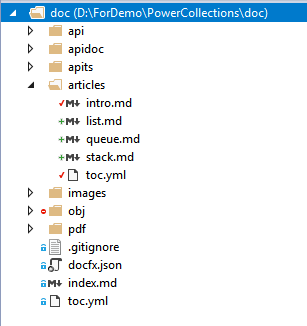 doc (D:\ForDemo\PowerCollections\doc)
api
apidoc
apits
articles
intro.md
list.md
queue.md
stack.md
toc.yml
images
obj
pdf
.gitignore
docfx.json
index.md
toc.yml